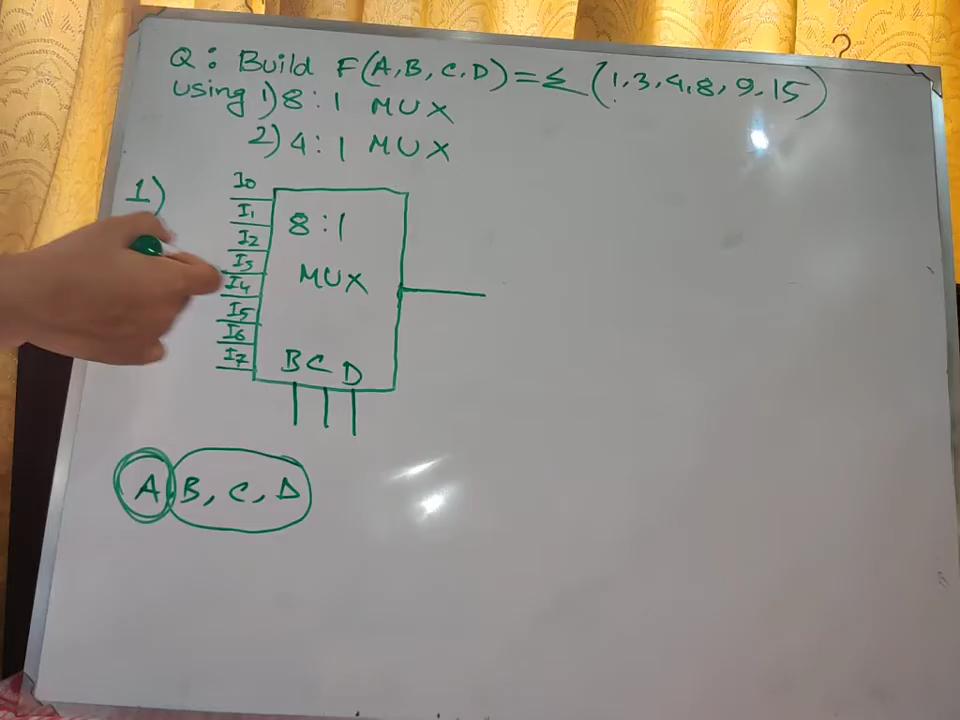 Q: Build F(A,B,C,D)=Σ(1,3,4,8,9,15)
using 1) 8:1 MUX
2) 4:1 MUX
1)
I0
I1
I2
I3
I4
I5
I6
I7
8:1
MUX
B C D
A B, C, D